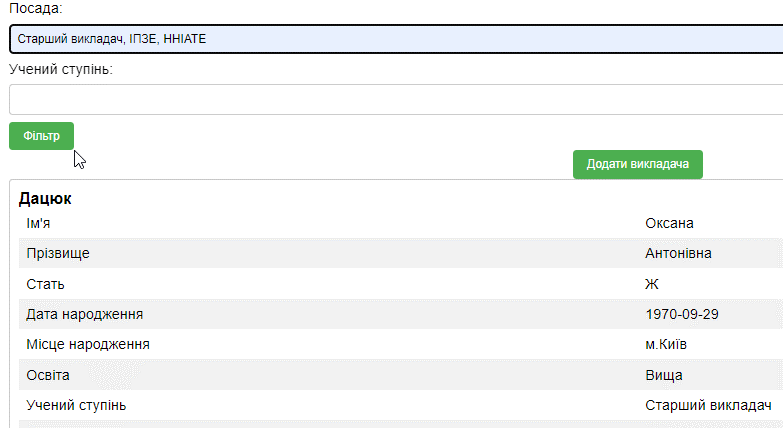 Посада:
Старший викладач, ІПЗЕ, ННІАТЕ
Учений ступінь:
Фільтр
Додати викладача
Дацюк
Ім'я Оксана
Прізвище Антонівна
Стать Ж
Дата народження 1970-09-29
Місце народження м.Київ
Освіта Вища
Учений ступінь Старший викладач